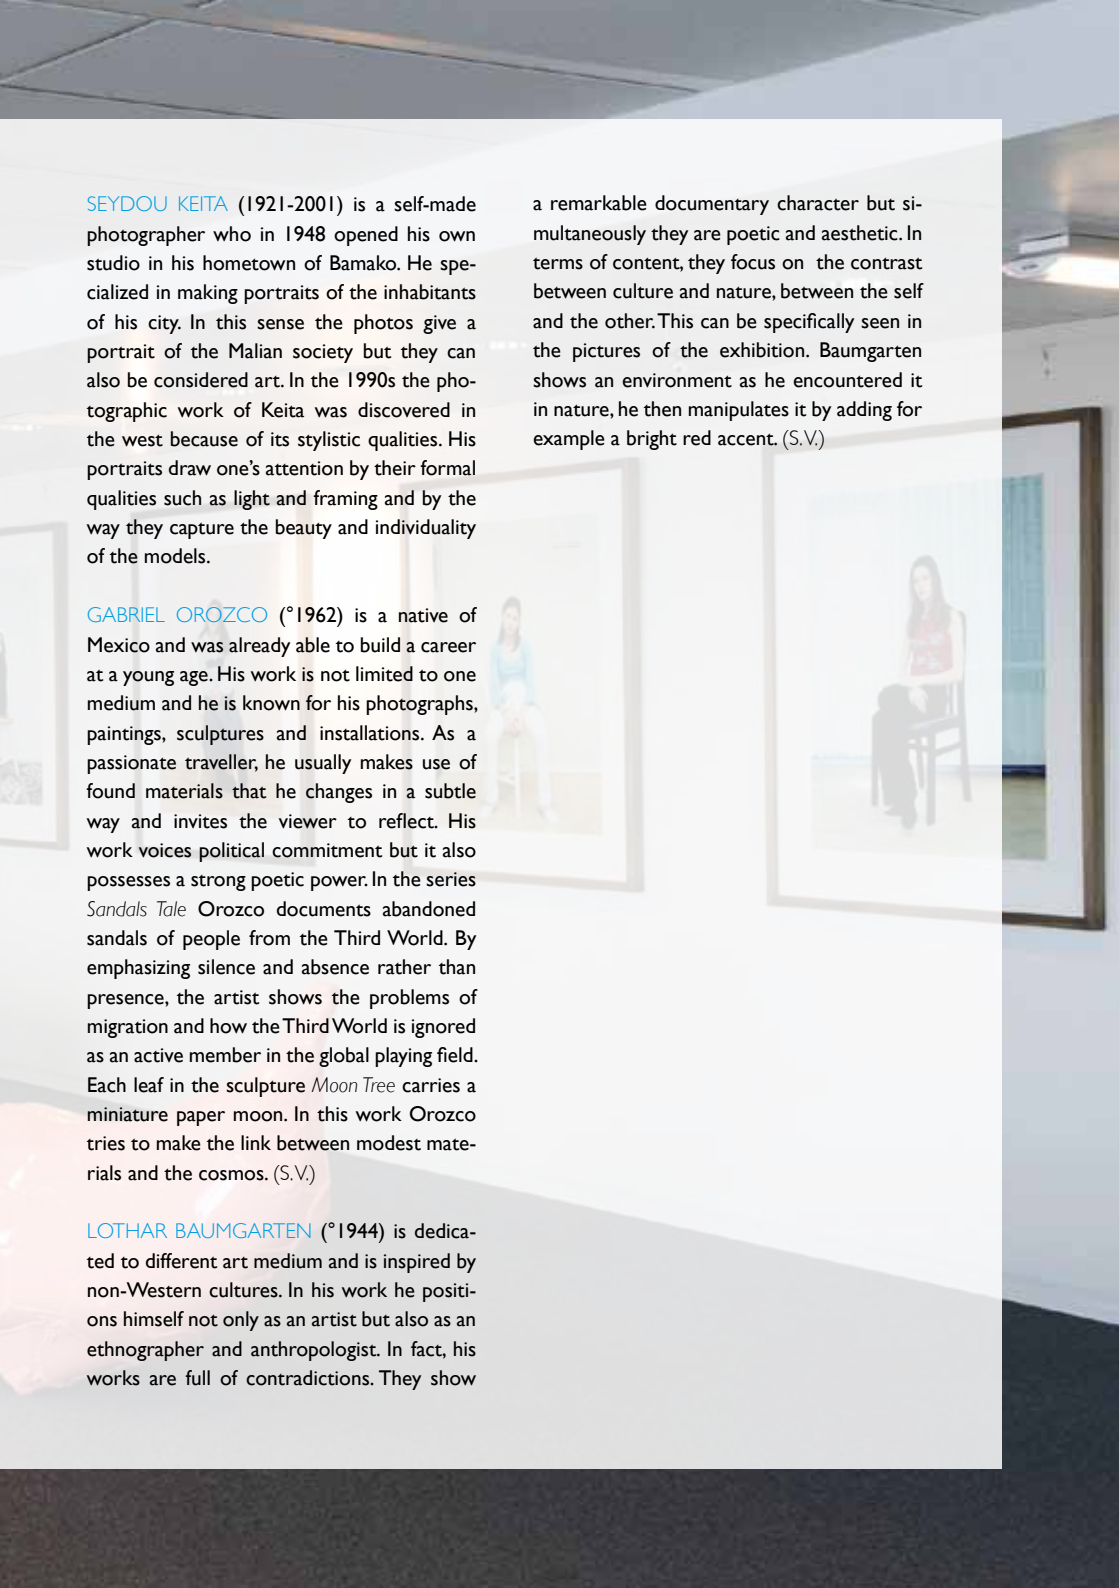 SEYDOU KEITA (1921-2001) is a self-made
photographer who in 1948 opened his own
studio in his hometown of Bamako. He spe-
cialized in making portraits of the inhabitants
of his city. In this sense the photos give a
portrait of the Malian society but they can
also be considered art. In the 1990s the pho-
tographic work of Keita was discovered in
the west because of its stylistic qualities. His
portraits draw one’s attention by their formal
qualities such as light and framing and by the
way they capture the beauty and individuality
of the models.

GABRIEL OROZCO (°1962) is a native of
Mexico and was already able to build a career
at a young age. His work is not limited to one
medium and he is known for his photographs,
paintings, sculptures and installations. As a
passionate traveller, he usually makes use of
found materials that he changes in a subtle
way and invites the viewer to reflect. His
work voices political commitment but it also
possesses a strong poetic power. In the series
Sandals Tale Orozco documents abandoned
sandals of people from the Third World. By
emphasizing silence and absence rather than
presence, the artist shows the problems of
migration and how the Third World is ignored
as an active member in the global playing field.
Each leaf in the sculpture Moon Tree carries a
miniature paper moon. In this work Orozco
tries to make the link between modest mate-
rials and the cosmos. (S.V.)

LOTHAR BAUMGARTEN (°1944) is dedica-
ted to different art medium and is inspired by
non-Western cultures. In his work he positi-
ons himself not only as an artist but also as an
ethnographer and anthropologist. In fact, his
works are full of contradictions. They show
a remarkable documentary character but si-
multaneously they are poetic and aesthetic. In
terms of content, they focus on the contrast
between culture and nature, between the self
and the other. This can be specifically seen in
the pictures of the exhibition. Baumgarten
shows an environment as he encountered it
in nature, he then manipulates it by adding for
example a bright red accent. (S.V.)